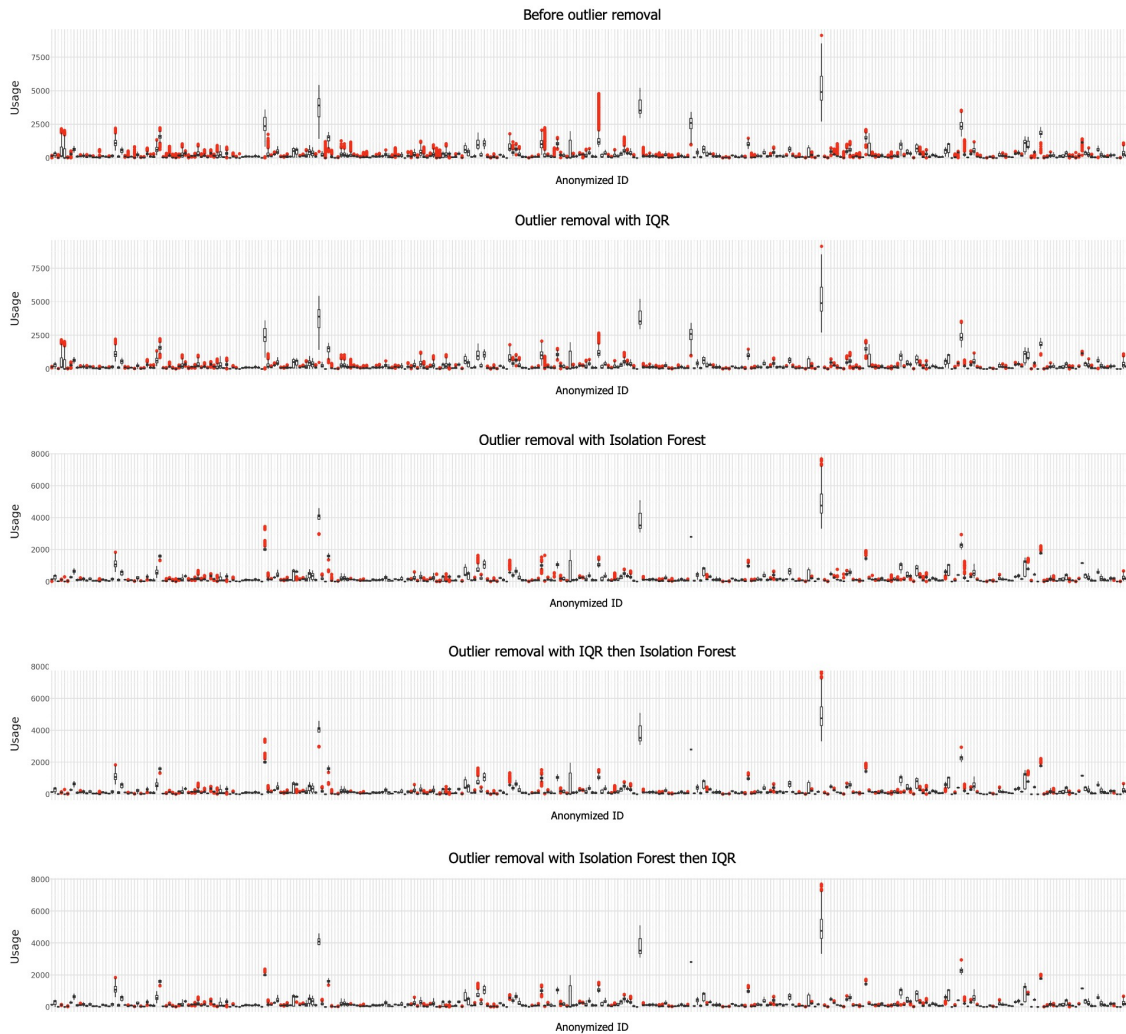 Before outlier removal
7500
5000
2500
0
Usage
Anonymized ID
Outlier removal with IQR
7500
5000
2500
0
Usage
Anonymized ID
Outlier removal with Isolation Forest
8000
6000
4000
2000
0
Usage
Anonymized ID
Outlier removal with IQR then Isolation Forest
8000
6000
4000
2000
0
Usage
Anonymized ID
Outlier removal with Isolation Forest then IQR
8000
6000
4000
2000
0
Usage
Anonymized ID